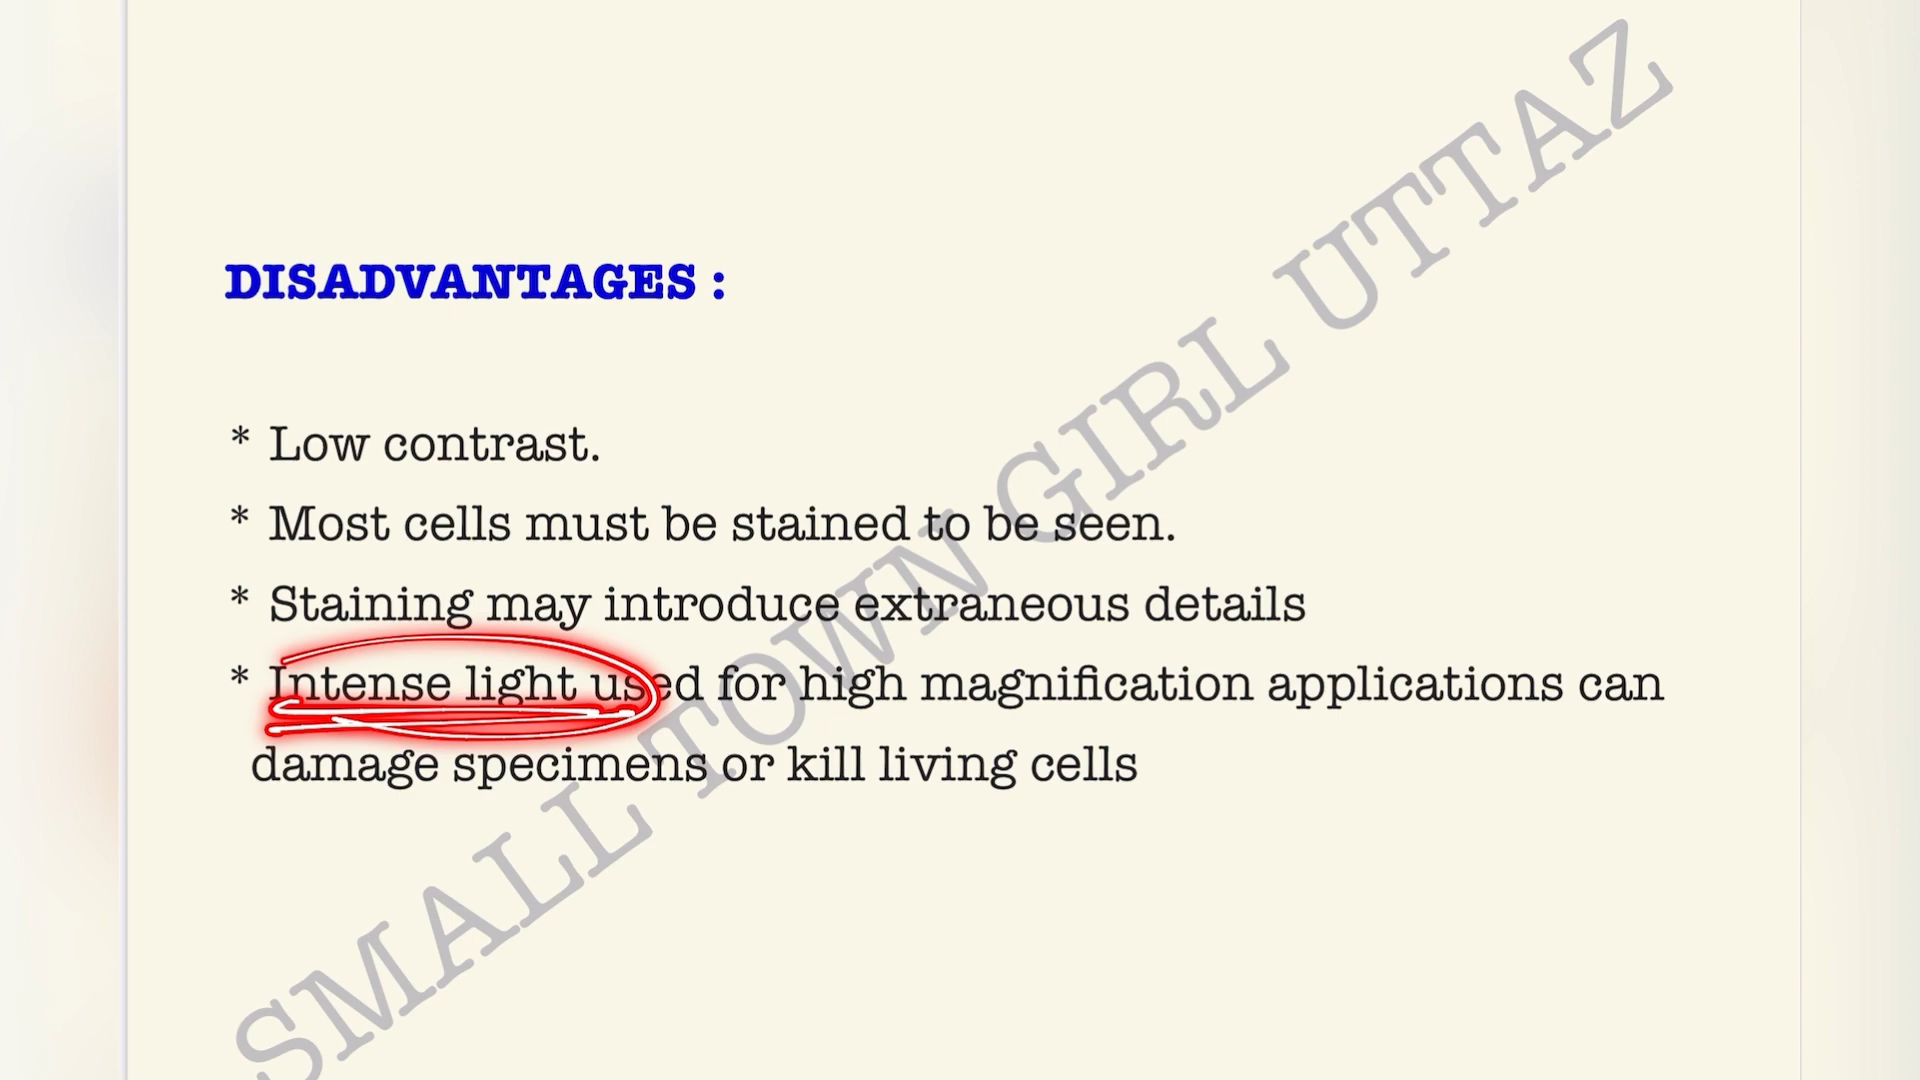 DISADVANTAGES :
* Low contrast.
* Most cells must be stained to be seen.
* Staining may introduce extraneous details
* Intense light used for high magnification applications can
damage specimens or kill living cells
SMALL TOWN GIRL UTTAZ